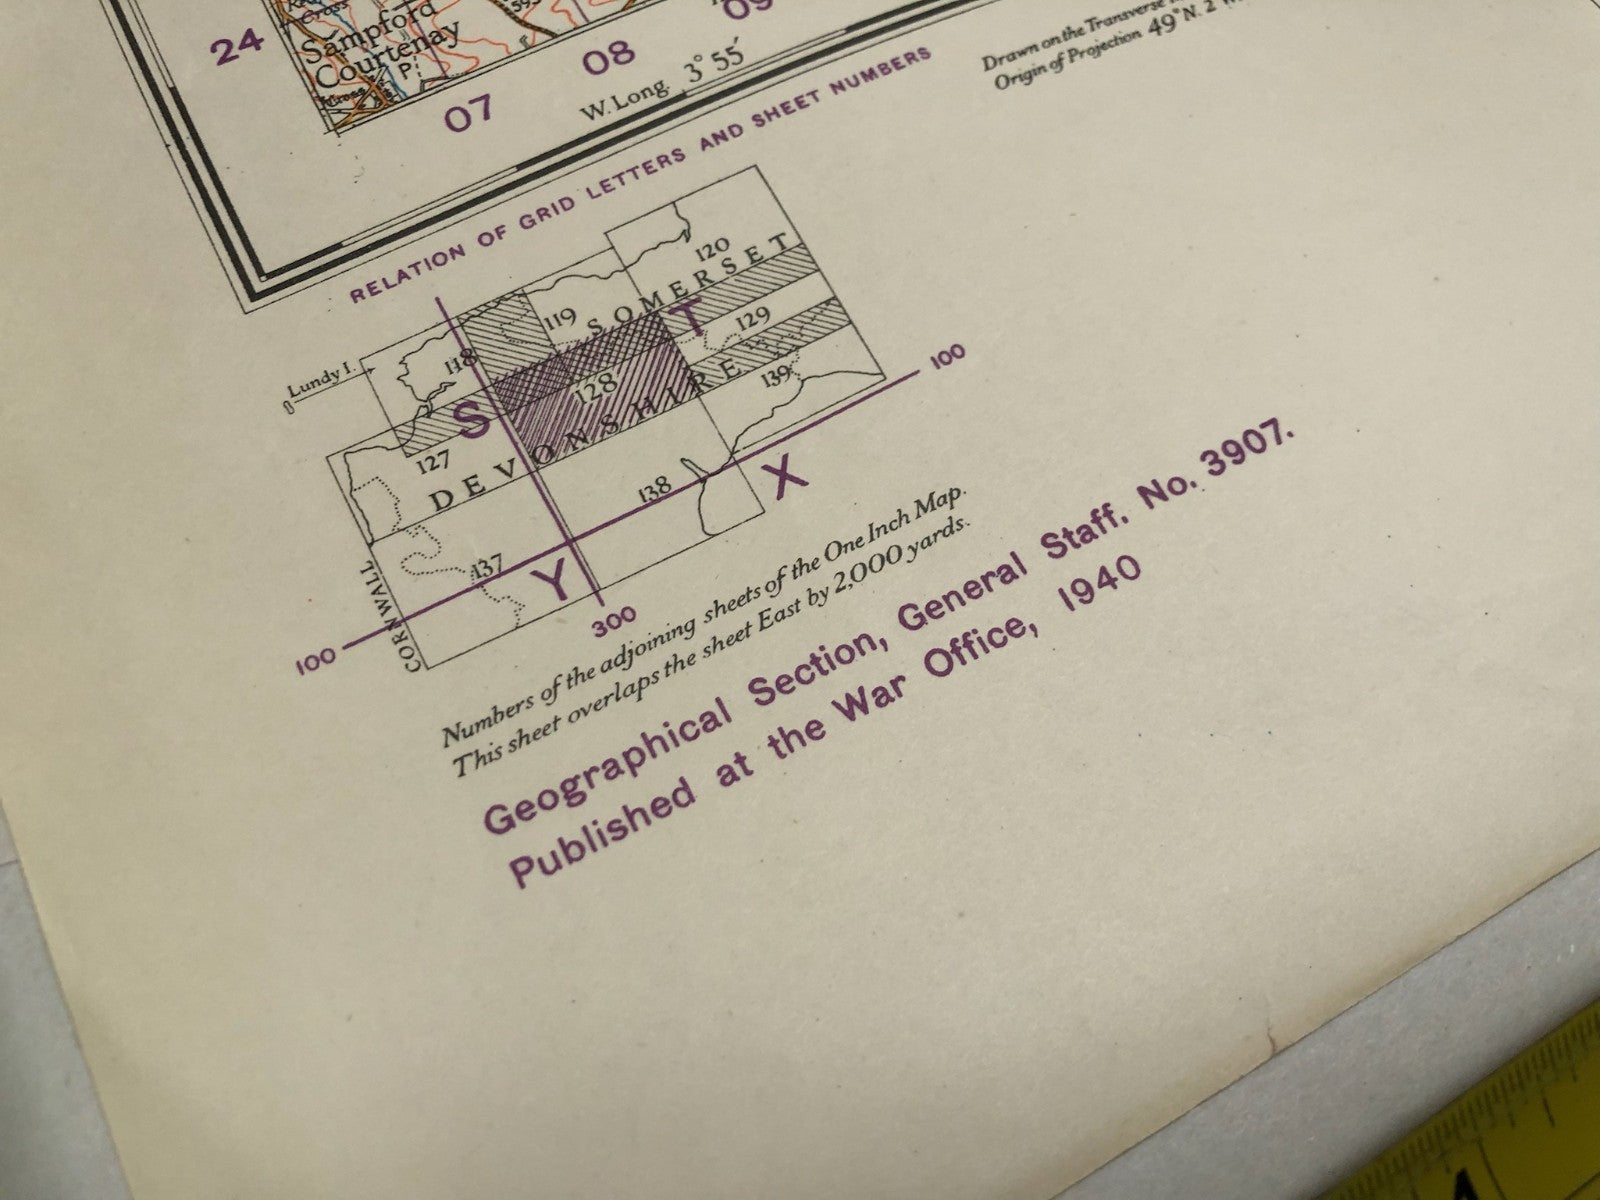 24
Cross
Sampford
Courtenay
P.
07
08
09
W. Long. 3° 55′
Drawn on the Transverse
Origin of Projection 49° N. 2
RELATION OF GRID LETTERS AND SHEET NUMBERS
Lundy I.
118
119
120
SOMERSET
S
T
127
128
129
DEVONSHIRE
139
100
137
138
X
Y
CORNWALL
100
300
Numbers of the adjoining sheets of the One Inch Map.
This sheet overlaps the sheet East by 2,000 yards.
Geographical Section, General Staff. No. 3907.
Published at the War Office, 1940